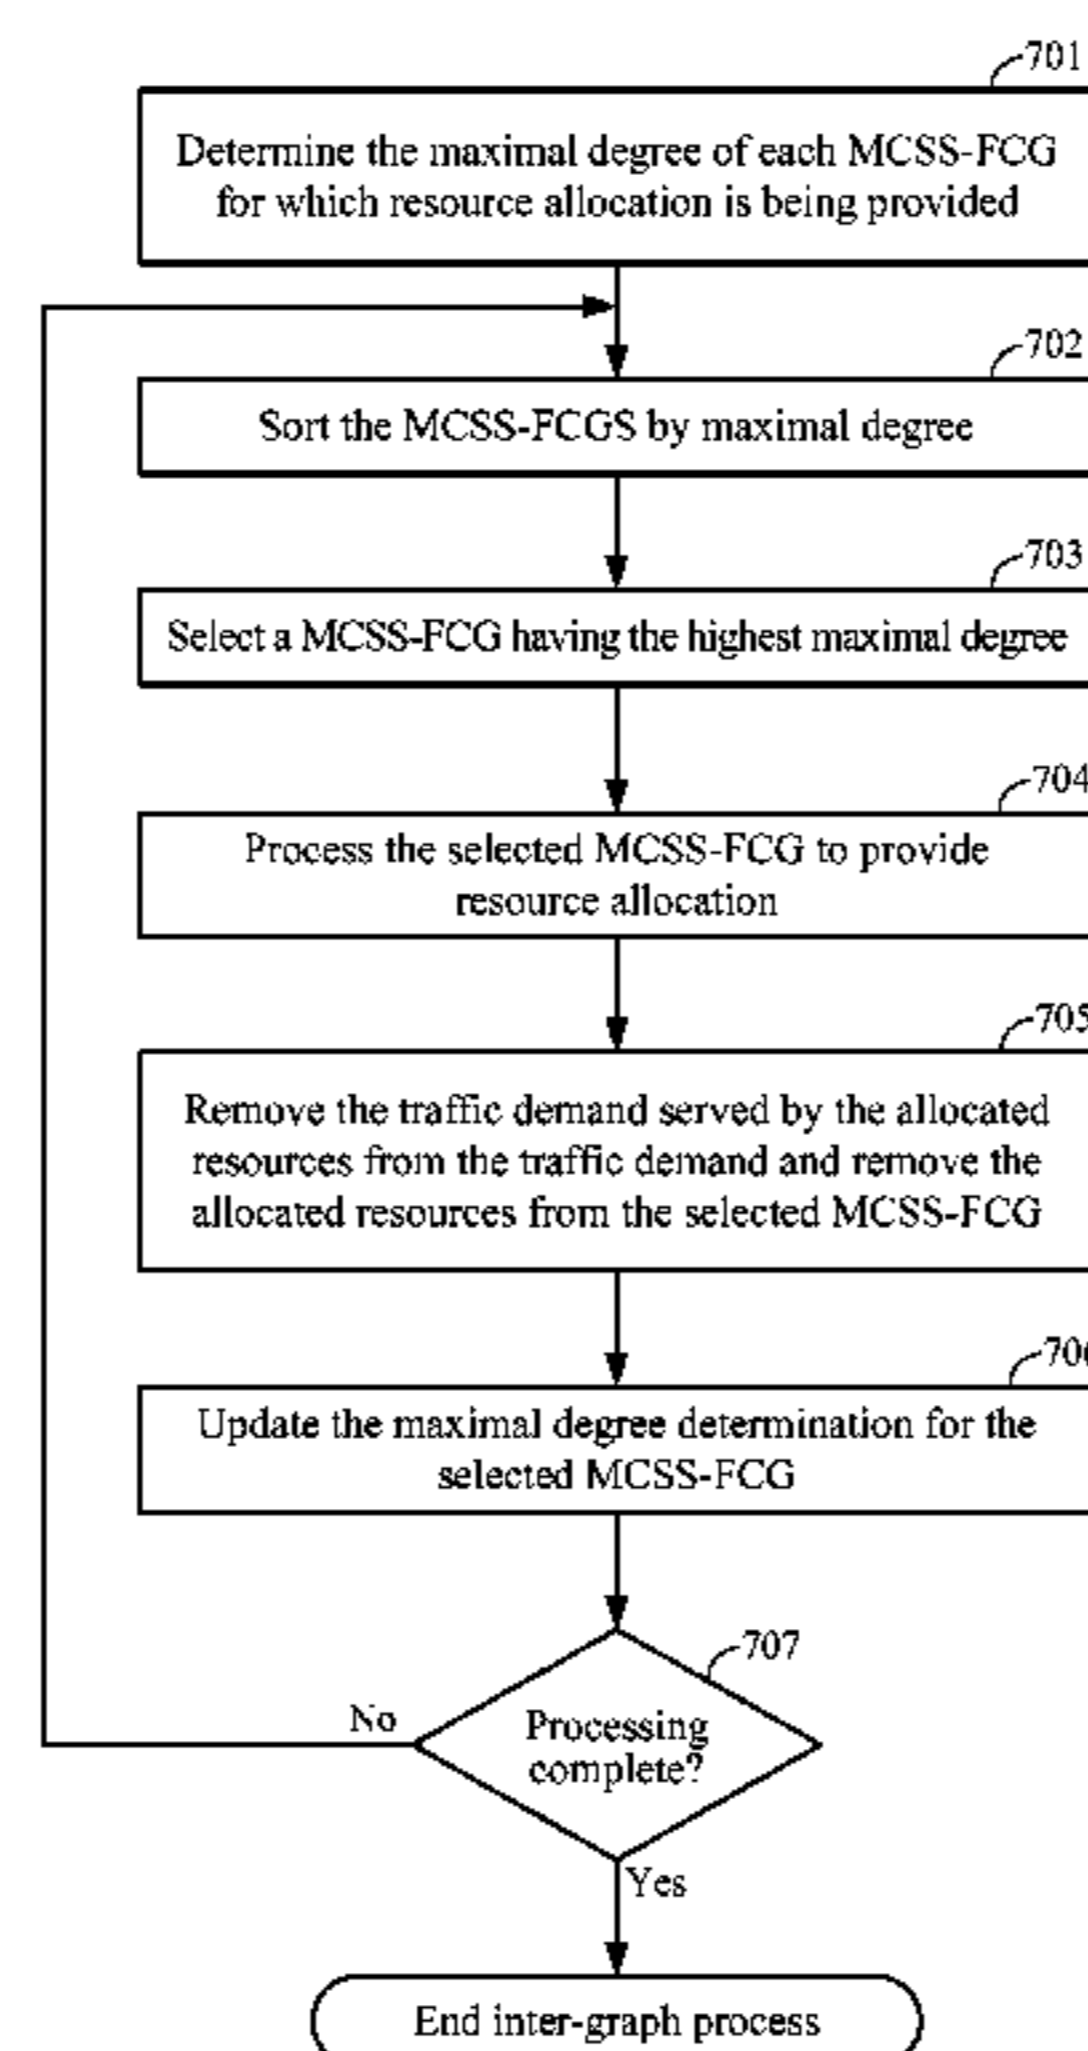 701
Determine the maximal degree of each MCSS-FCG
for which resource allocation is being provided
702
Sort the MCSS-FCGS by maximal degree
703
Select a MCSS-FCG having the highest maximal degree
704
Process the selected MCSS-FCG to provide
resource allocation
705
Remove the traffic demand served by the allocated
resources from the traffic demand and remove the
allocated resources from the selected MCSS-FCG
706
Update the maximal degree determination for the
selected MCSS-FCG
707
Processing
complete?
No
Yes
End inter-graph process